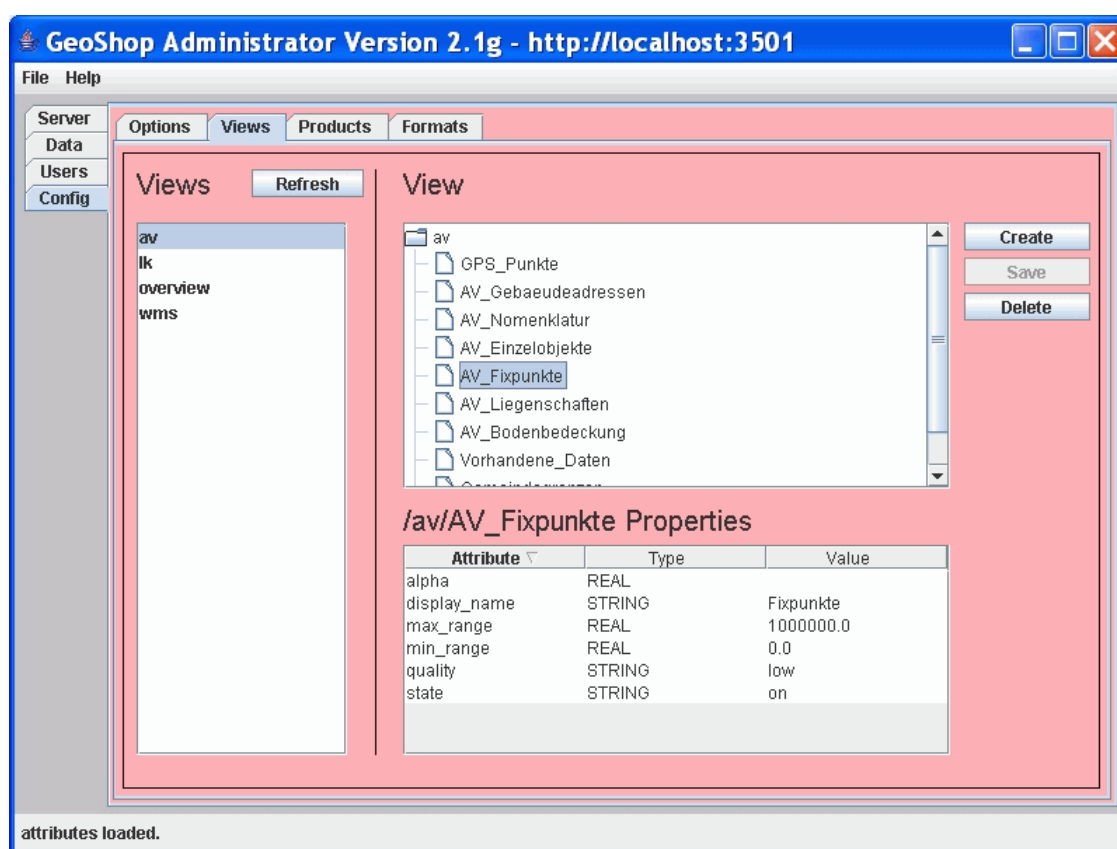 GeoShop Administrator Version 2.1g - http://localhost:3501
File Help
Server
Data
Users
Config
Options Views Products Formats
Views Refresh
av
lk
overview
wms
View
av
GPS_Punkte
AV_Gebaeudeadressen
AV_Nomenklatur
AV_Einzelobjekte
AV_Fixpunkte
AV_Liegenschaften
AV_Bodenbedeckung
Vorhandene_Daten
Create
Save
Delete
/av/AV_Fixpunkte Properties
Attribute Type Value
alpha REAL
display_name STRING Fixpunkte
max_range REAL 1000000.0
min_range REAL 0.0
quality STRING low
state STRING on
attributes loaded.